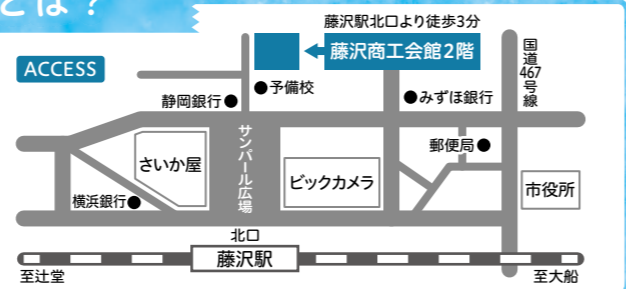 とは？
ACCESS
藤沢駅北口より徒歩3分
藤沢商工会館2階
国道467号線
●予備校
静岡銀行●
●みずほ銀行
郵便局●
サンパール広場
さいか屋
ビックカメラ
市役所
横浜銀行●
北口
藤沢駅
至辻堂
至大船